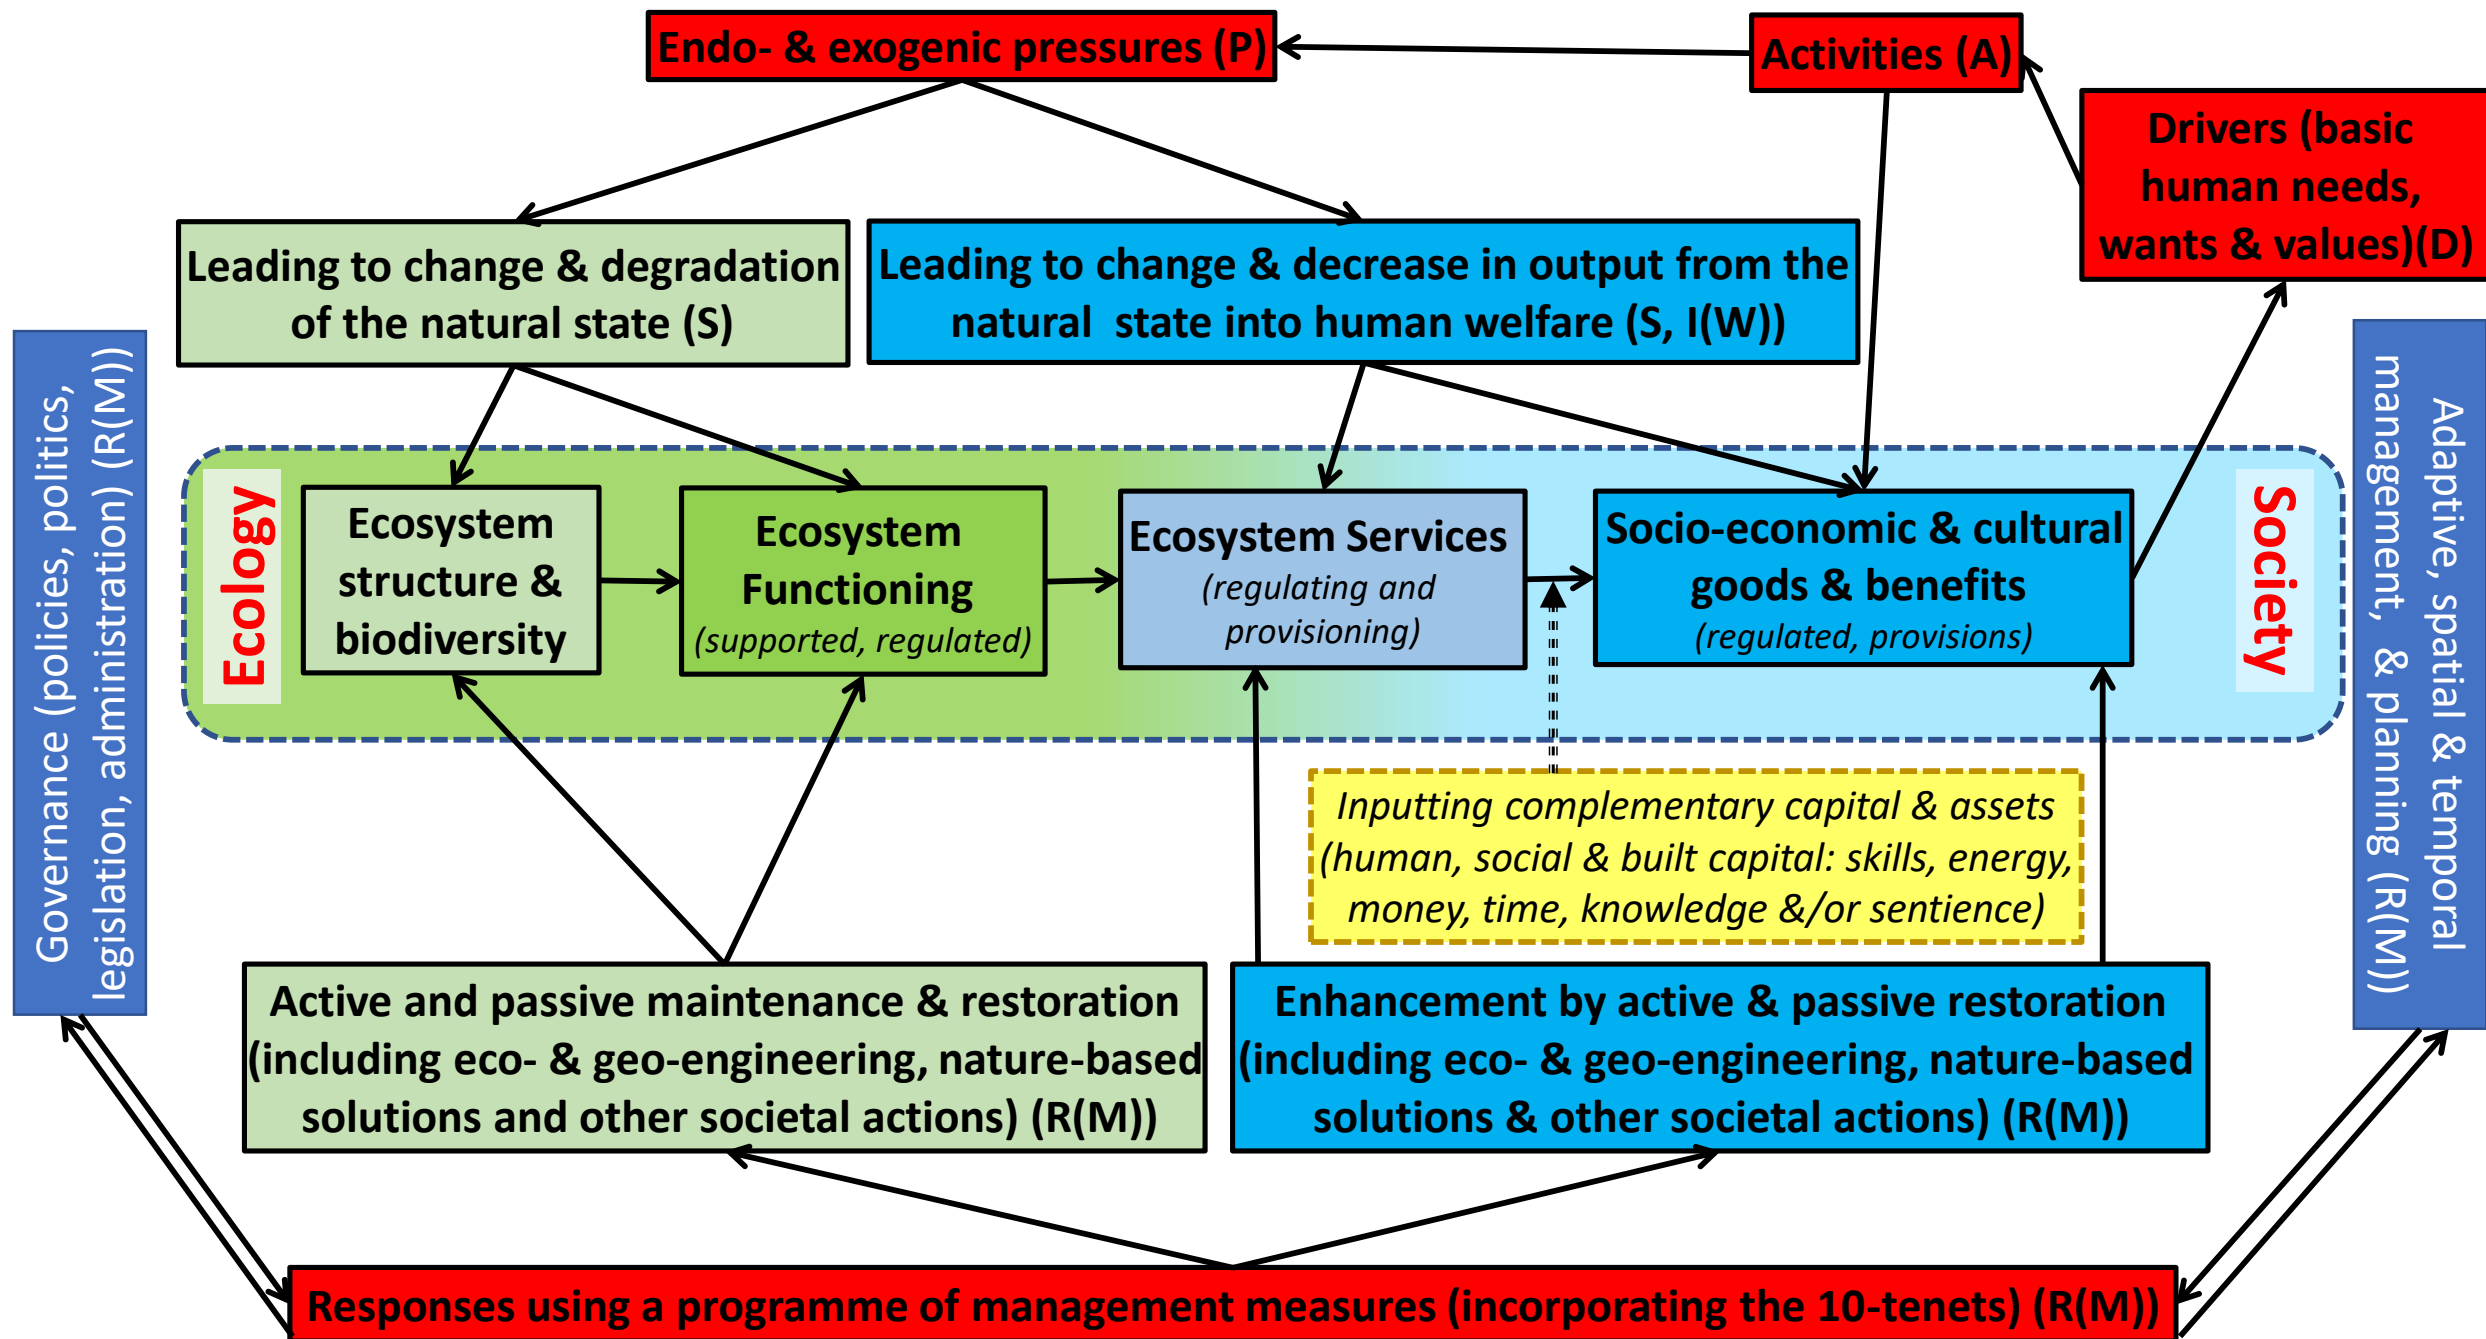 Endo- & exogenic pressures (P)
Activities (A)
Drivers (basic
human needs,
wants & values)(D)
Leading to change & degradation
of the natural state (S)
Leading to change & decrease in output from the
natural state into human welfare (S, I(W))
Governance (policies, politics,
legislation, administration) (R(M))
Adaptive, spatial & temporal
management, & planning (R(M))
Ecology
Ecosystem
structure &
biodiversity
Ecosystem
Functioning
(supported, regulated)
Ecosystem Services
(regulating and
provisioning)
Socio-economic & cultural
goods & benefits
(regulated, provisions)
Society
Inputting complementary capital & assets
(human, social & built capital: skills, energy,
money, time, knowledge &/or sentience)
Active and passive maintenance & restoration
(including eco- & geo-engineering, nature-based
solutions and other societal actions) (R(M))
Enhancement by active & passive restoration
(including eco- & geo-engineering, nature-based
solutions & other societal actions) (R(M))
Responses using a programme of management measures (incorporating the 10-tenets) (R(M))